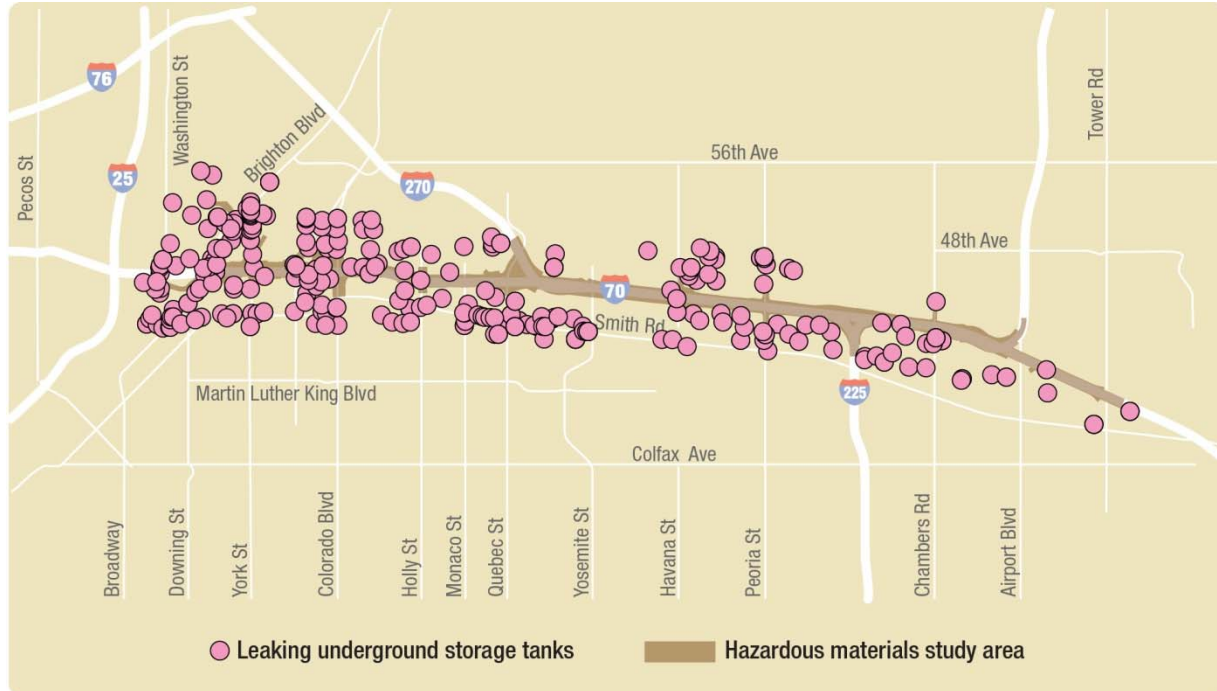 76
Washington St
Tower Rd
Brighton Blvd
56th Ave
Pecos St
25
270
48th Ave
70
Smith Rd
Martin Luther King Blvd
225
Colfax Ave
Broadway
Downing St
York St
Colorado Blvd
Holly St
Monaco St
Quebec St
Yosemite St
Havana St
Peoria St
Chambers Rd
Airport Blvd
Leaking underground storage tanks
Hazardous materials study area